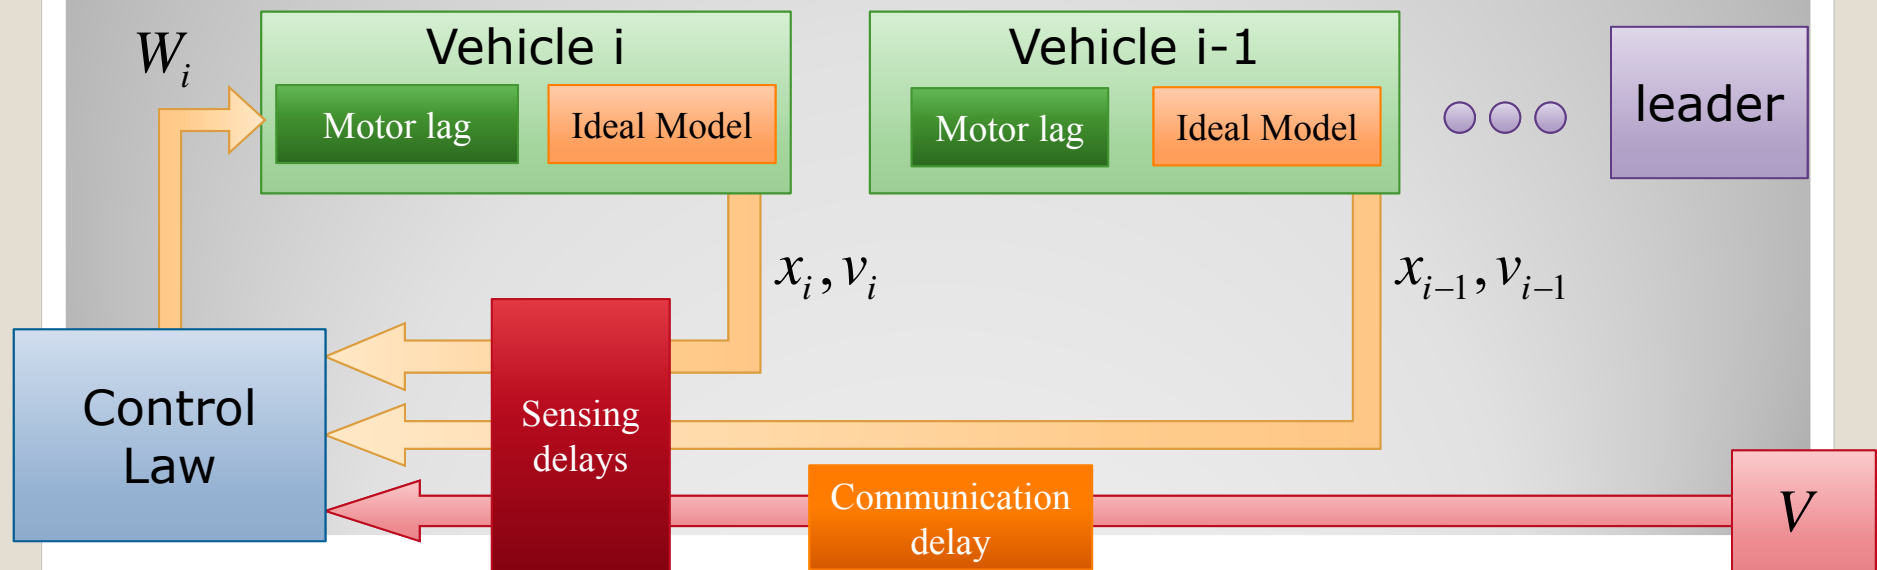 W_i
Vehicle i
Motor lag
Ideal Model
Vehicle i-1
Motor lag
Ideal Model
leader
x_i, v_i
x_{i−1}, v_{i−1}
Control
Law
Sensing
delays
Communication
delay
V